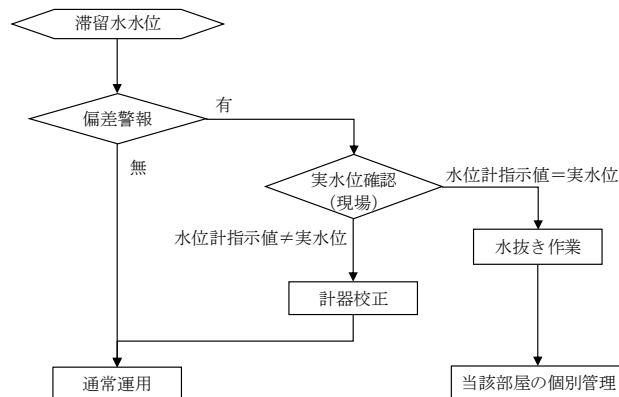 滞留水水位
偏差警報
有
無
実水位確認
（現場）
水位計指示値＝実水位
水位計指示値≠実水位
水抜き作業
計器校正
通常運用
当該部屋の個別管理